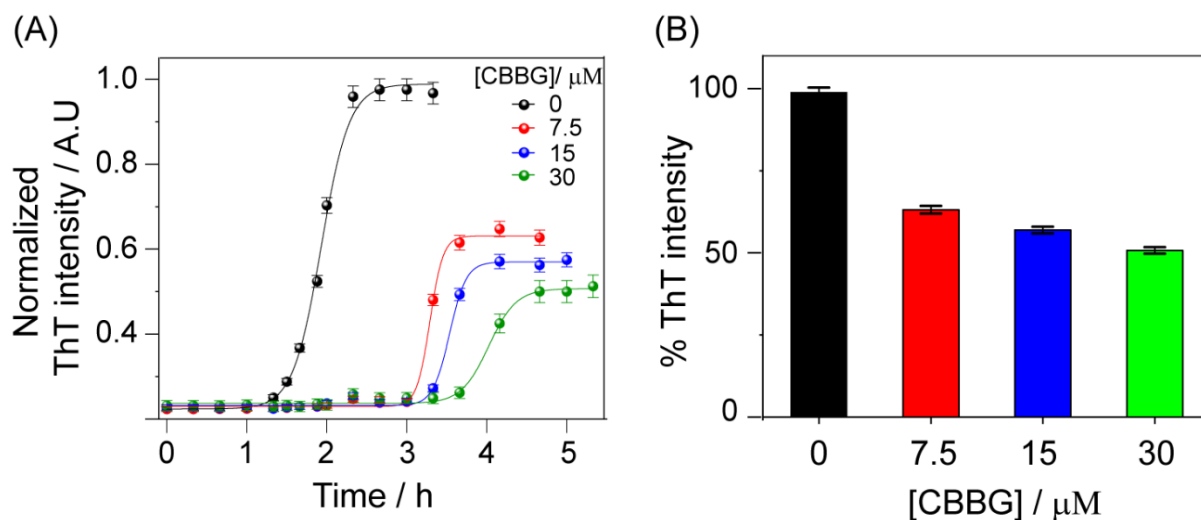 (A)
Normalized
ThT intensity / A.U
1.0
0.8
0.6
0.4
0 1 2 3 4 5
Time / h
[CBBG]/ μM
0
7.5
15
30
(B)
% ThT intensity
100
50
0
0 7.5 15 30
[CBBG] / μM